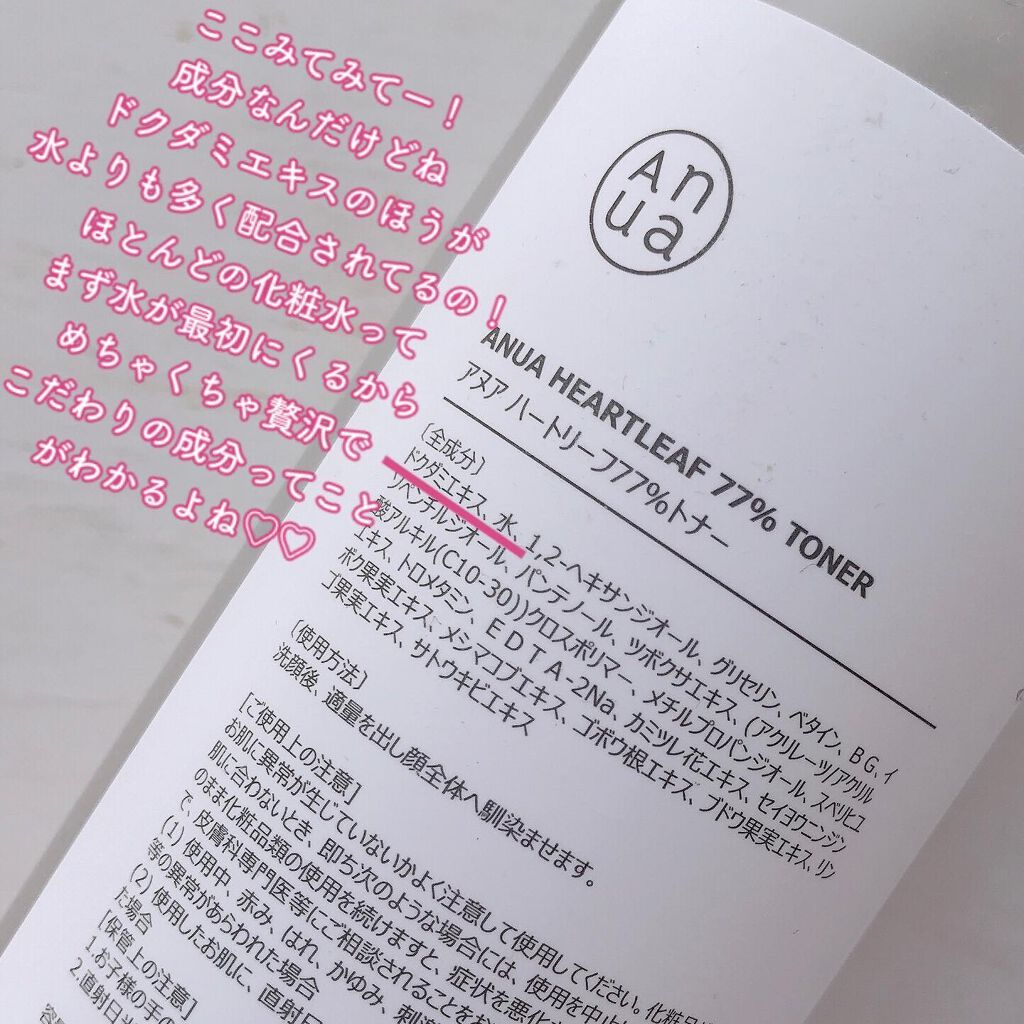 ここみてみてー！
成分なんだけどね
ドクダミエキスのほうが
水よりも多く配合されてるの！
ほとんどの化粧水って
まず水が最初にくるから
めちゃくちゃ贅沢で
こだわりの成分ってこと
がわかるよね♡♡
Anua
ANUA HEARTLEAF 77% TONER
アヌア ハートリーフ77%トナー
〔全成分〕
ドクダミエキス、水、1,2-ヘキサンジオール、グリセリン、ベタイン、BG、イ
ソペンチルジオール、パンテノール、ツボクサエキス、(アクリレーツ/アクリル
酸アルキル(C10-30))クロスポリマー、メチルプロパンジオール、スベリヒユ
エキス、トロメタミン、EDTA-2Na、カミツレ花エキス、セイヨウニンジン
ボク果実エキス、メシマコブエキス、ゴボウ根エキス、ブドウ果実エキス、リン
ゴ果実エキス、サトウキビエキス
〔使用方法〕
洗顔後、適量を出し顔全体へ馴染ませます。
[ご使用上の注意]
お肌に異常が生じていないかよく注意して使用してください。化粧品
肌に合わないとき、即ち次のような場合には、使用を中止
のまま化粧品類の使用を続けますと、症状を悪化
で、皮膚科専門医等にご相談されることをお
(1) 使用中、赤み、はれ、かゆみ、刺激
等の異常があらわれた場合
(2) 使用したお肌に、直射日
た場合
[保管上の注意]
1.お子様の手の
2.直射日光